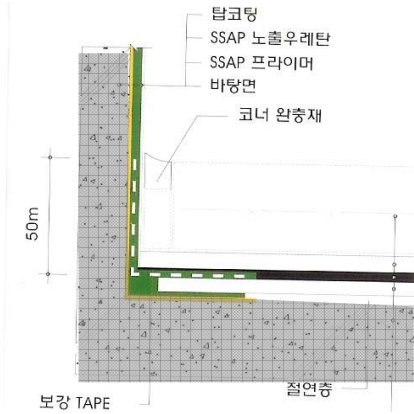 탑코팅
SSAP 노출우레탄
SSAP 프라이머
바탕면
코너 완충재
50m
절연층
보강 TAPE